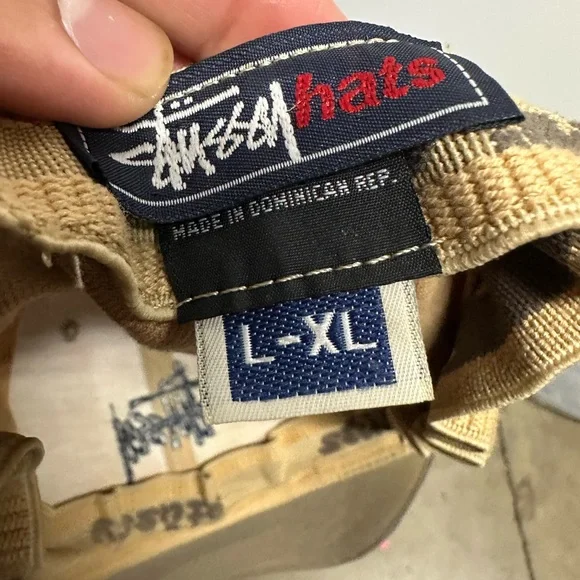 STÜSSY hats
MADE IN DOMINICAN REP.
L-XL